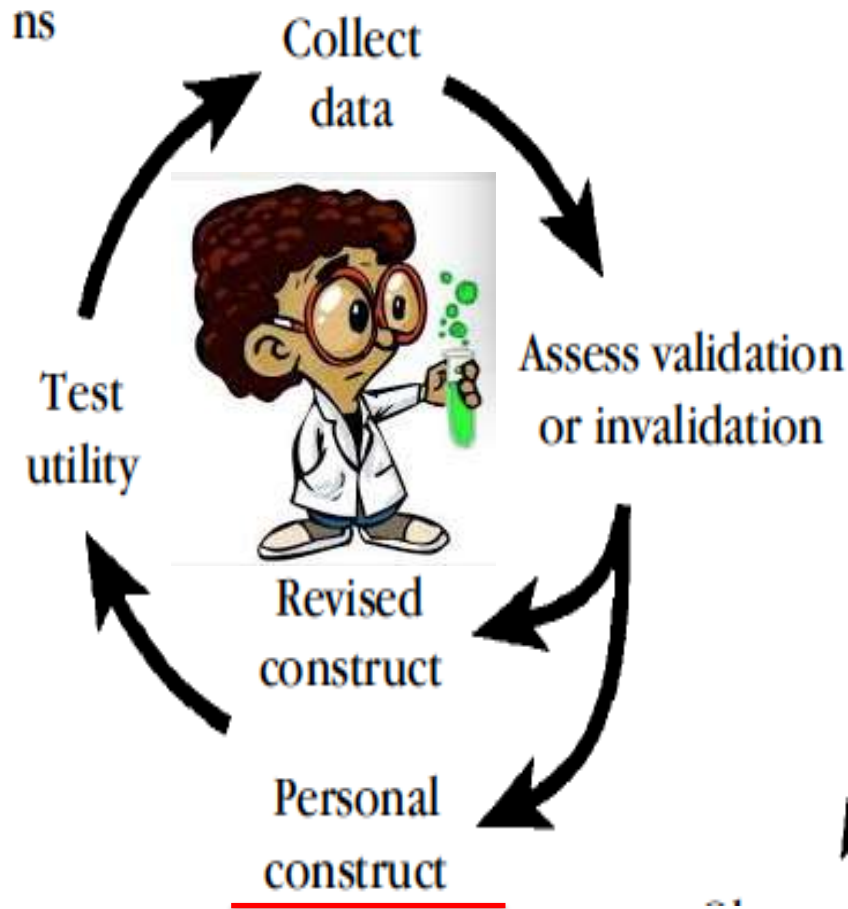 ns
Collect
data
Assess validation
or invalidation
Test
utility
Revised
construct
Personal
construct